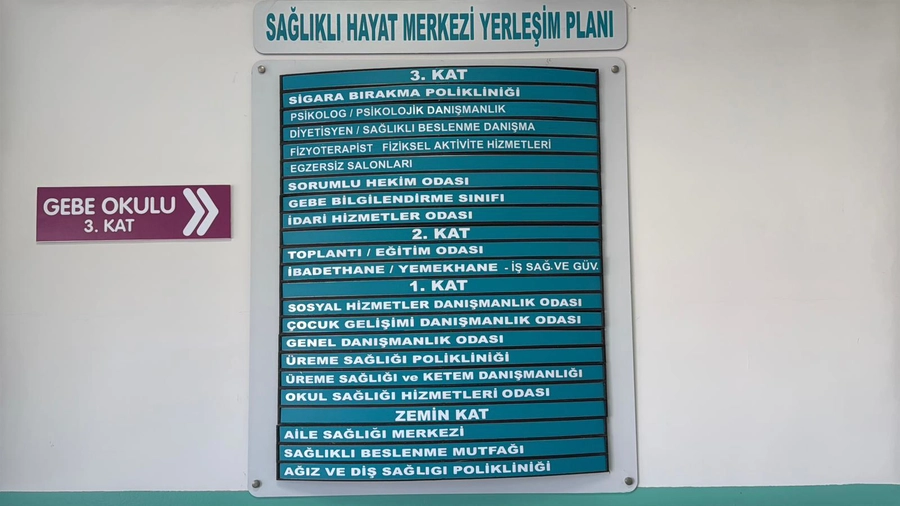 SAĞLIKLI HAYAT MERKEZİ YERLEŞİM PLANI
3. KAT
SİGARA BIRAKMA POLİKLİNİĞİ
PSİKOLOG / PSİKOLOJİK DANIŞMANLIK
DİYETİSYEN / SAĞLIKLI BESLENME DANIŞMA
FİZYOTERAPİST FİZİKSEL AKTİVİTE HİZMETLERİ
EGZERSİZ SALONLARI
SORUMLU HEKİM ODASI
GEBE BİLGİLENDİRME SINIFI
İDARİ HİZMETLER ODASI
2. KAT
TOPLANTI / EĞİTİM ODASI
İBADETHANE / YEMEKHANE - İŞ SAĞ.VE GÜV.
1. KAT
SOSYAL HİZMETLER DANIŞMANLIK ODASI
ÇOCUK GELİŞİMİ DANIŞMANLIK ODASI
GENEL DANIŞMANLIK ODASI
ÜREME SAĞLIĞI POLİKLİNİĞİ
ÜREME SAĞLIĞI ve KETEM DANIŞMANLIĞI
OKUL SAĞLIĞI HİZMETLERİ ODASI
ZEMİN KAT
AİLE SAĞLIĞI MERKEZİ
SAĞLIKLI BESLENME MUTFAĞI
AĞIZ VE DİŞ SAĞLIGI POLİKLİNİĞİ
GEBE OKULU
3. KAT